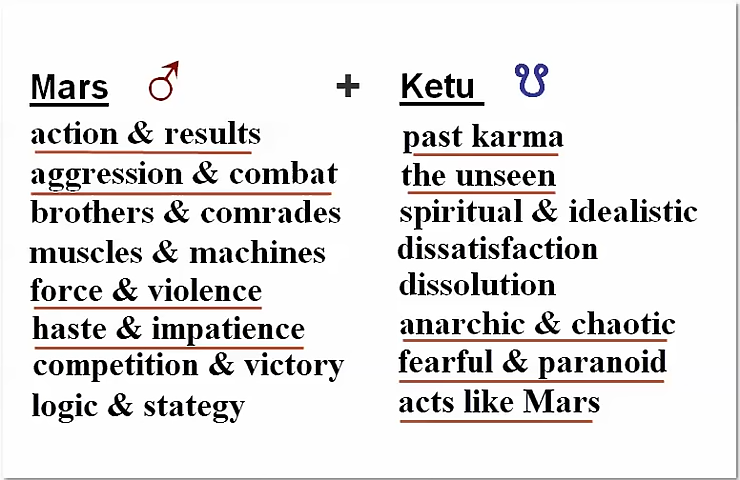 Mars ♂ + Ketu ☋
action & results
aggression & combat
brothers & comrades
muscles & machines
force & violence
haste & impatience
competition & victory
logic & stategy
past karma
the unseen
spiritual & idealistic
dissatisfaction
dissolution
anarchic & chaotic
fearful & paranoid
acts like Mars